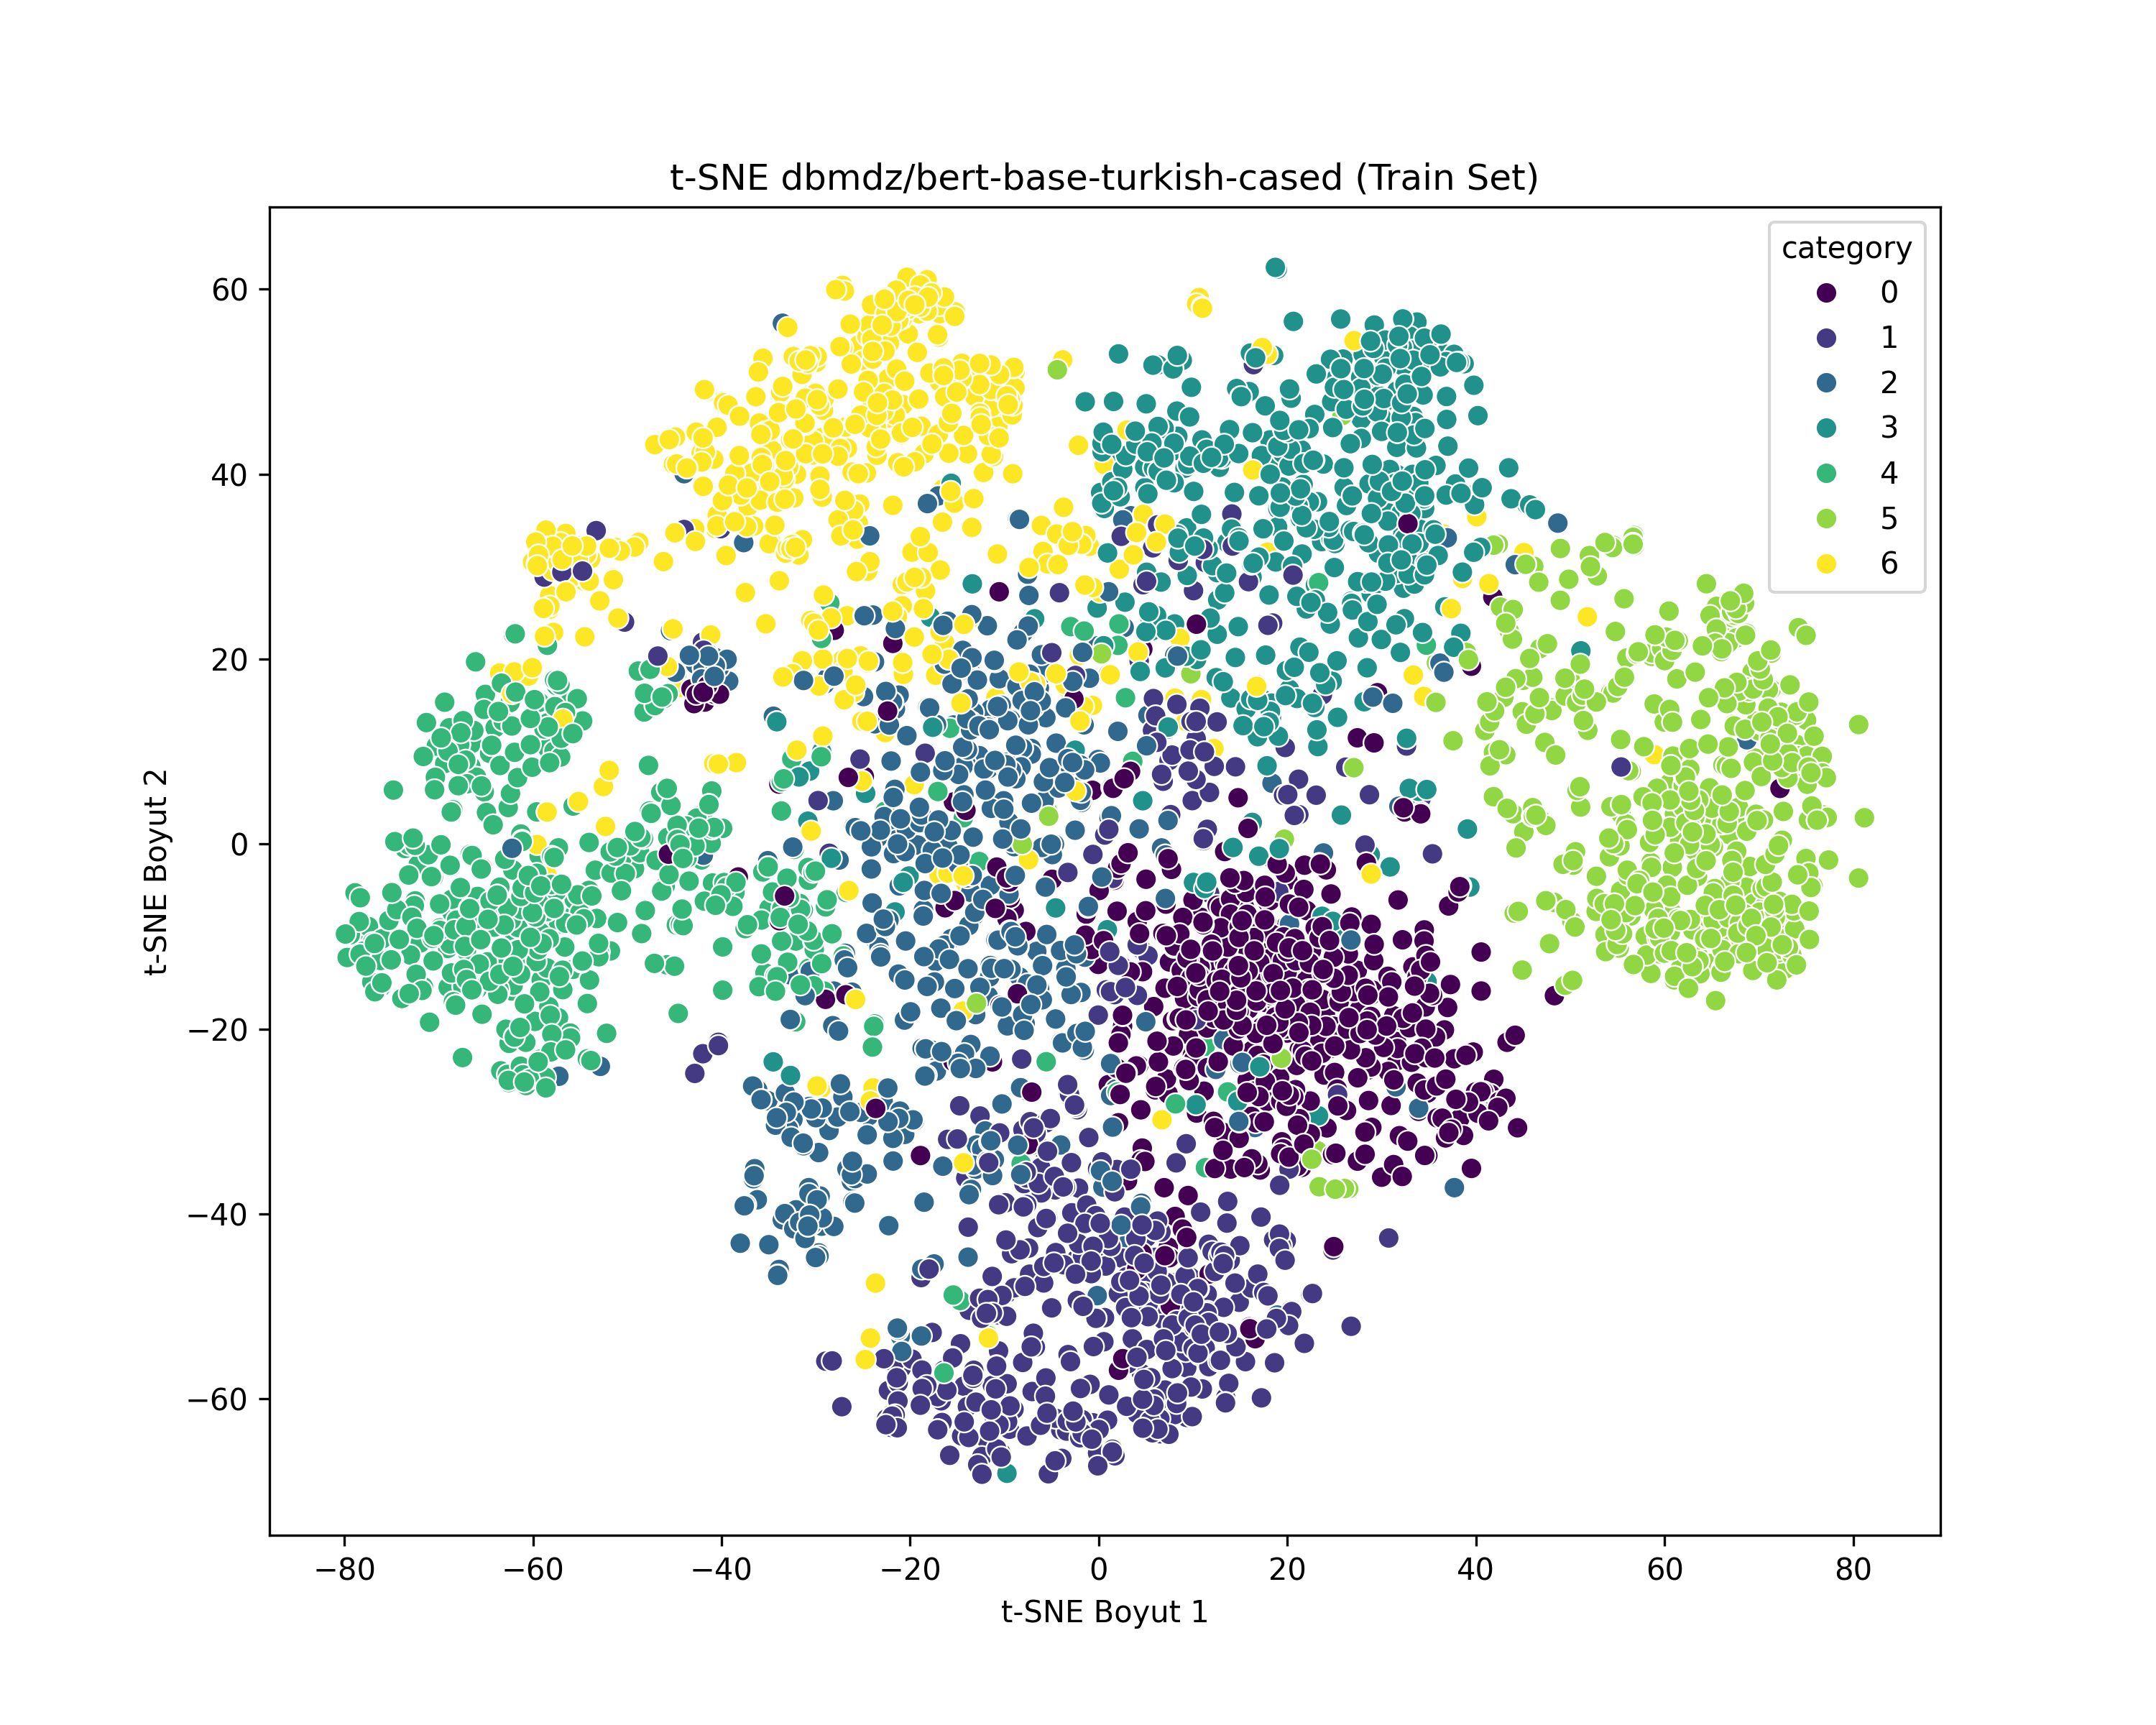 t-SNE dbmdz/bert-base-turkish-cased (Train Set)
category
0
1
2
3
4
5
6
60
40
20
0
−20
−40
−60
t-SNE Boyut 2
−80 −60 −40 −20 0 20 40 60 80
t-SNE Boyut 1